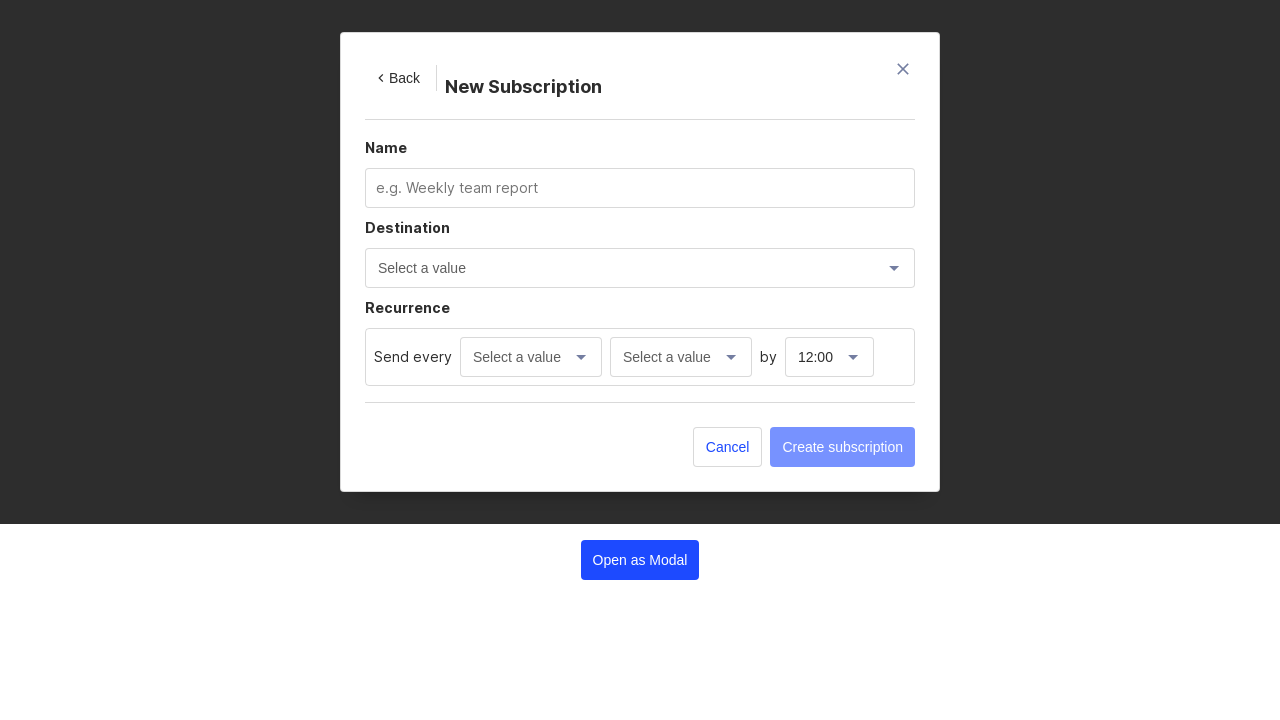 Back
New Subscription
Name
e.g. Weekly team report
Destination
Select a value
Recurrence
Send every Select a value Select a value by 12:00
Cancel Create subscription
Open as Modal